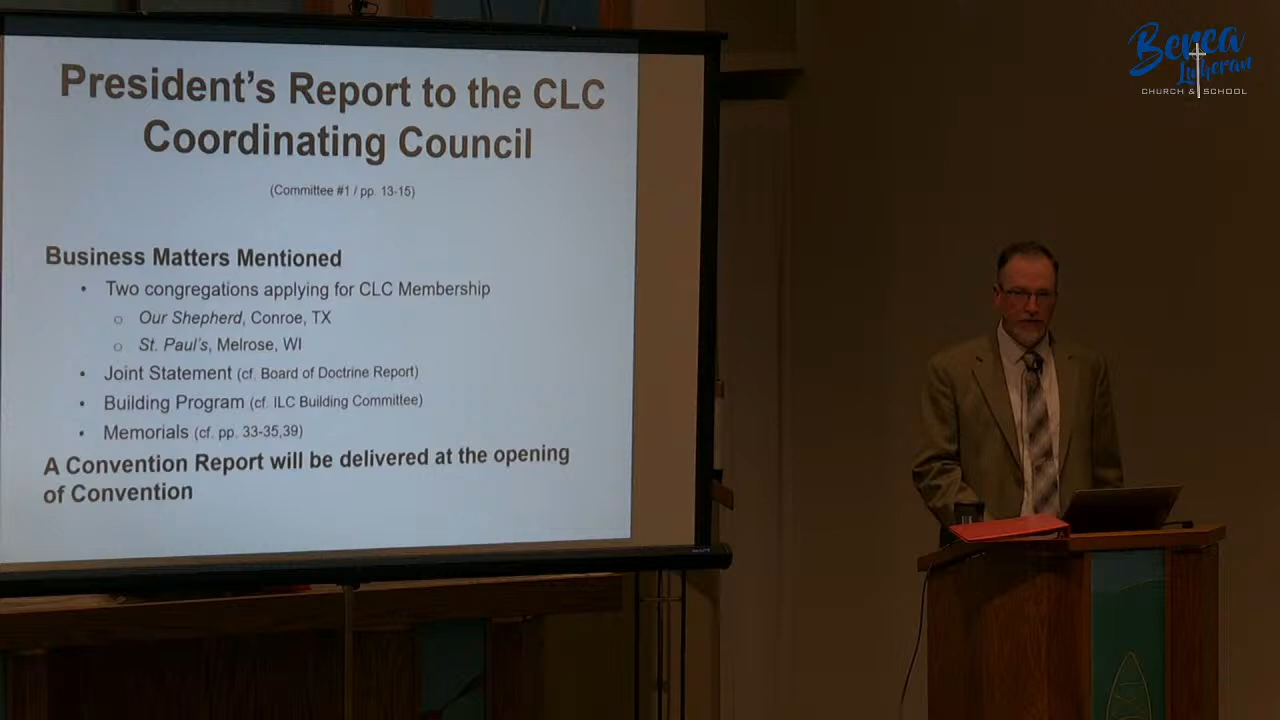 President's Report to the CLC
Coordinating Council
(Committee #1 / pp. 13-15)
Business Matters Mentioned
• Two congregations applying for CLC Membership
o Our Shepherd, Conroe, TX
o St. Paul's, Melrose, WI
• Joint Statement (cf. Board of Doctrine Report)
• Building Program (cf. ILC Building Committee)
• Memorials (cf. pp. 33-35,39)
A Convention Report will be delivered at the opening
of Convention
Berea
Lutheran
CHURCH & SCHOOL